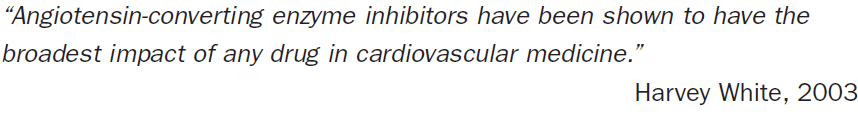 “Angiotensin-converting enzyme inhibitors have been shown to have the
broadest impact of any drug in cardiovascular medicine.”
Harvey White, 2003